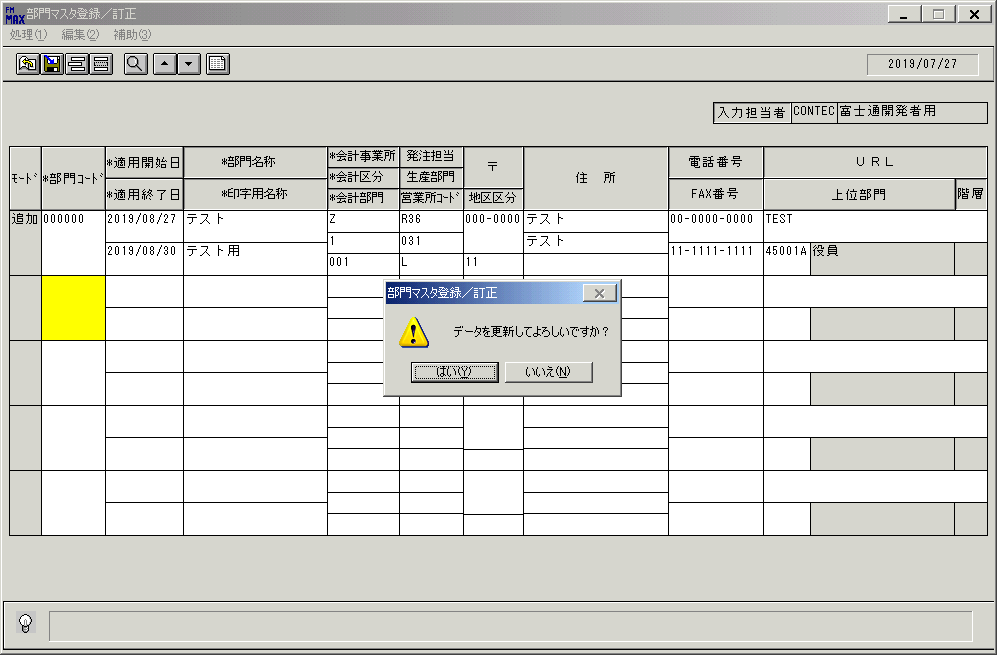 FM MAX 部門マスタ登録／訂正
処理(1) 編集(2) 補助(3)
2019/07/27
入力担当者 CONTEC 富士通開発者用
ﾓｰﾄﾞ *部門ｺｰﾄﾞ *適用開始日 *部門名称 *会計事業所 発注担当 〒 住 所 電話番号 ＵＲＬ
*会計区分 生産部門
*適用終了日 *印字用名称 *会計部門 営業所ｺｰﾄﾞ 地区区分 FAX番号 上位部門 階層
追加 000000 2019/08/27 テスト Z R36 000-0000 テスト 00-0000-0000 TEST
1 031 テスト
2019/08/30 テスト用 11-1111-1111 45001A 役員
001 L 11
部門マスタ登録／訂正
データを更新してよろしいですか？
はい(Y) いいえ(N)